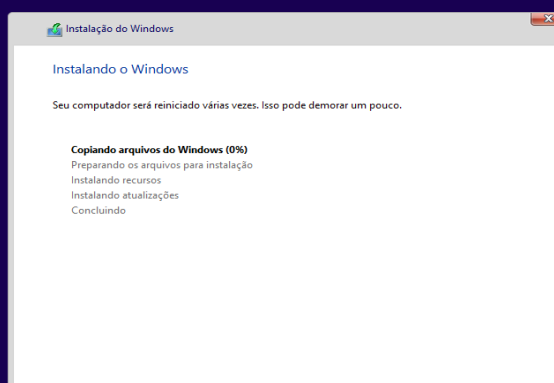 Instalação do Windows
Instalando o Windows
Seu computador será reiniciado várias vezes. Isso pode demorar um pouco.
Copiando arquivos do Windows (0%)
Preparando os arquivos para instalação
Instalando recursos
Instalando atualizações
Concluindo